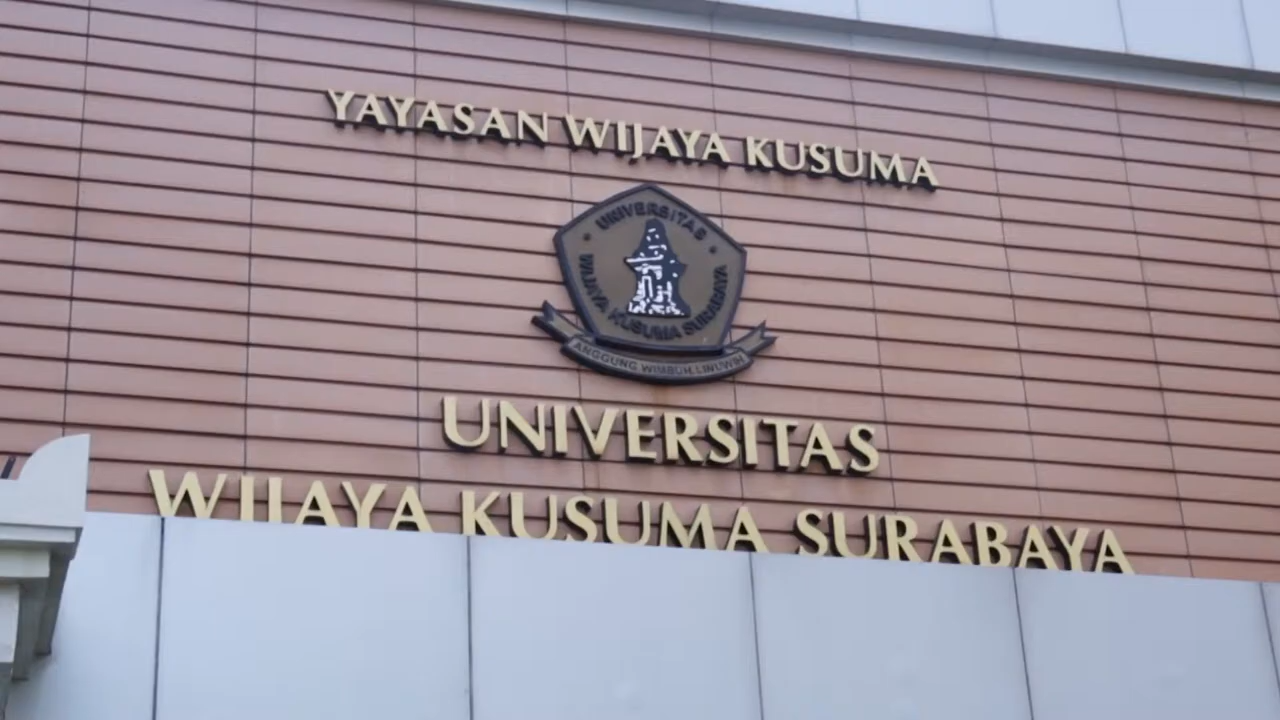 YAYASAN WIJAYA KUSUMA
UNIVERSITAS
WIJAYA KUSUMA SURABAYA
ANGGUNG WIMBUH LINUWIH
UNIVERSITAS
WIJAYA KUSUMA SURABAYA